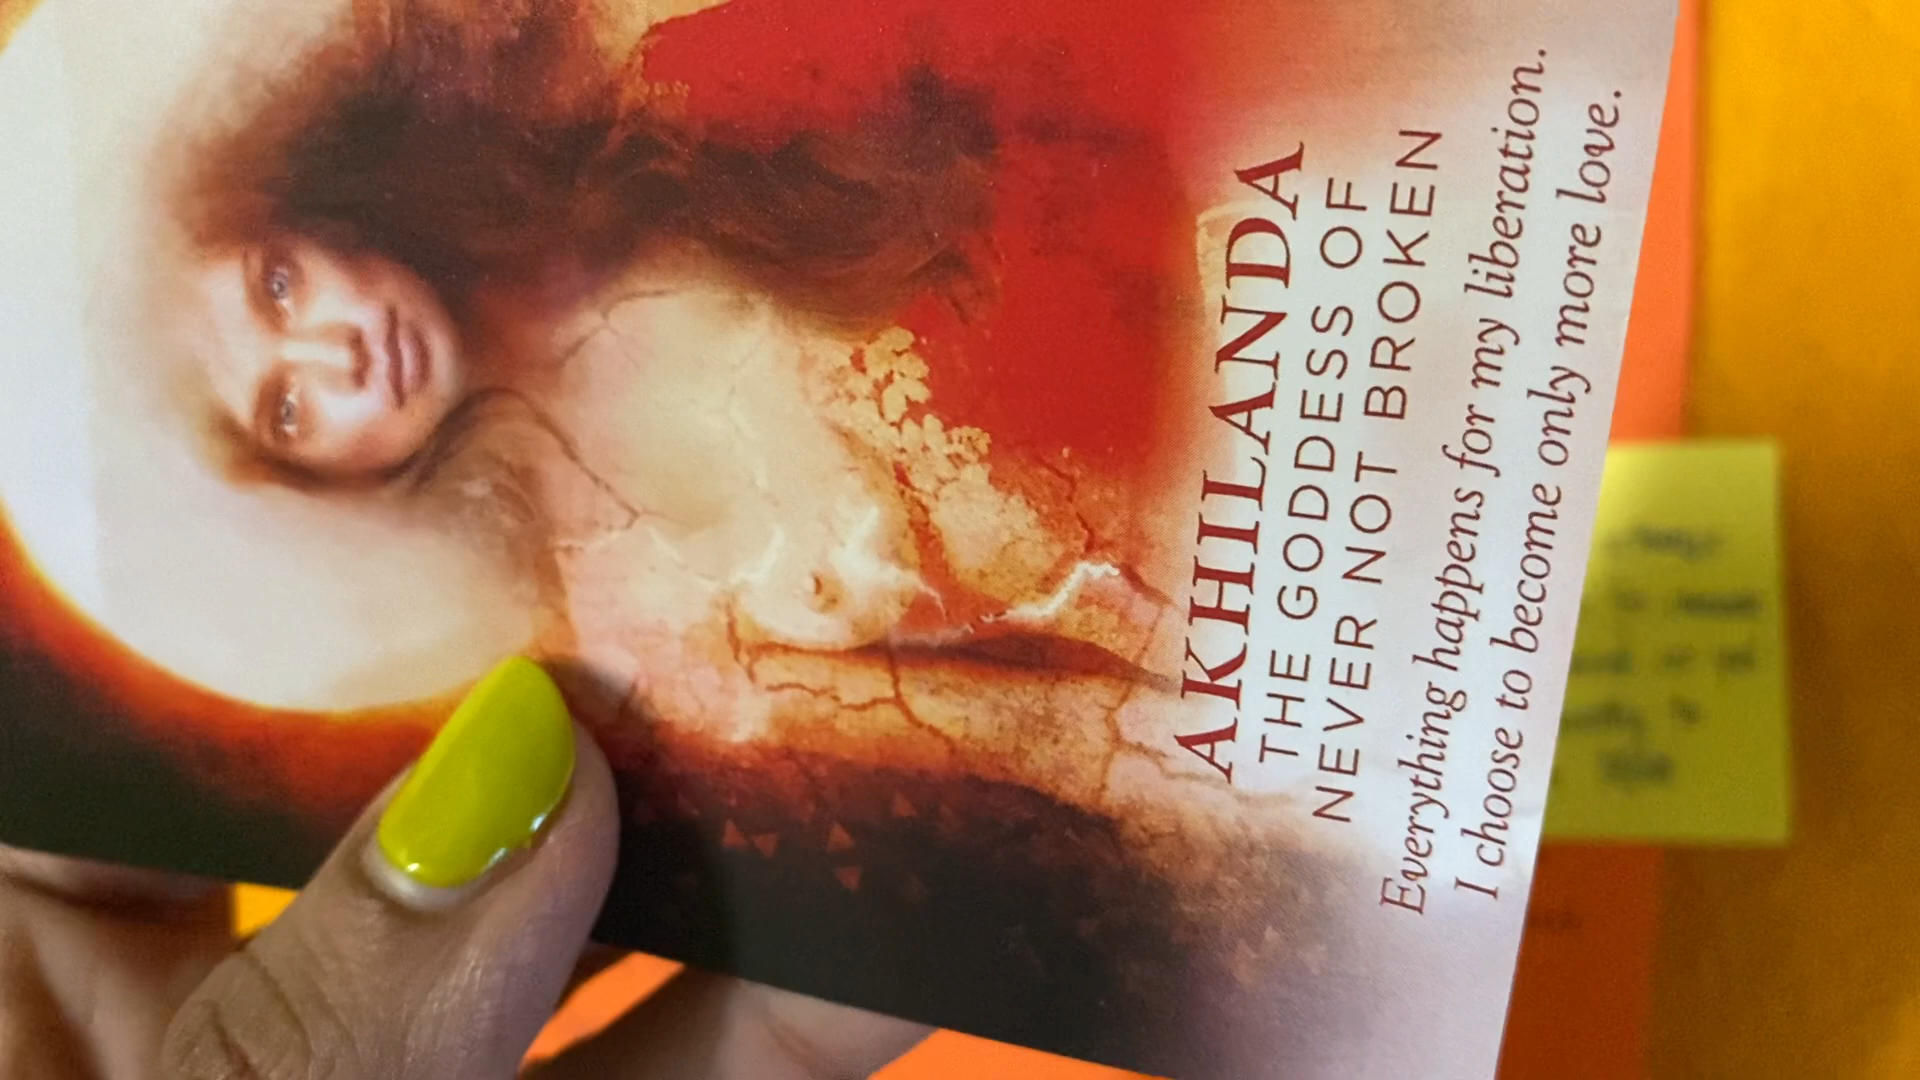 AKHILANDA
THE GODDESS OF
NEVER NOT BROKEN
Everything happens for my liberation.
I choose to become only more love.